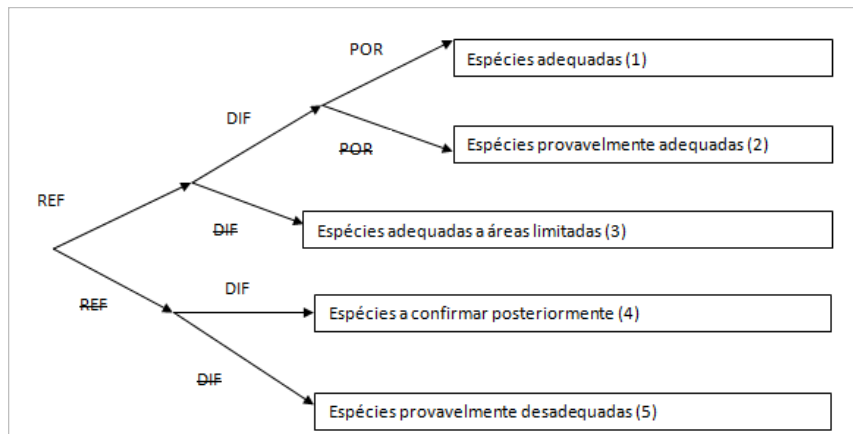 POR
Espécies adequadas (1)
DIF
POR
Espécies provavelmente adequadas (2)
REF
DIF
Espécies adequadas a áreas limitadas (3)
REF
DIF
Espécies a confirmar posteriormente (4)
DIF
Espécies provavelmente desadequadas (5)